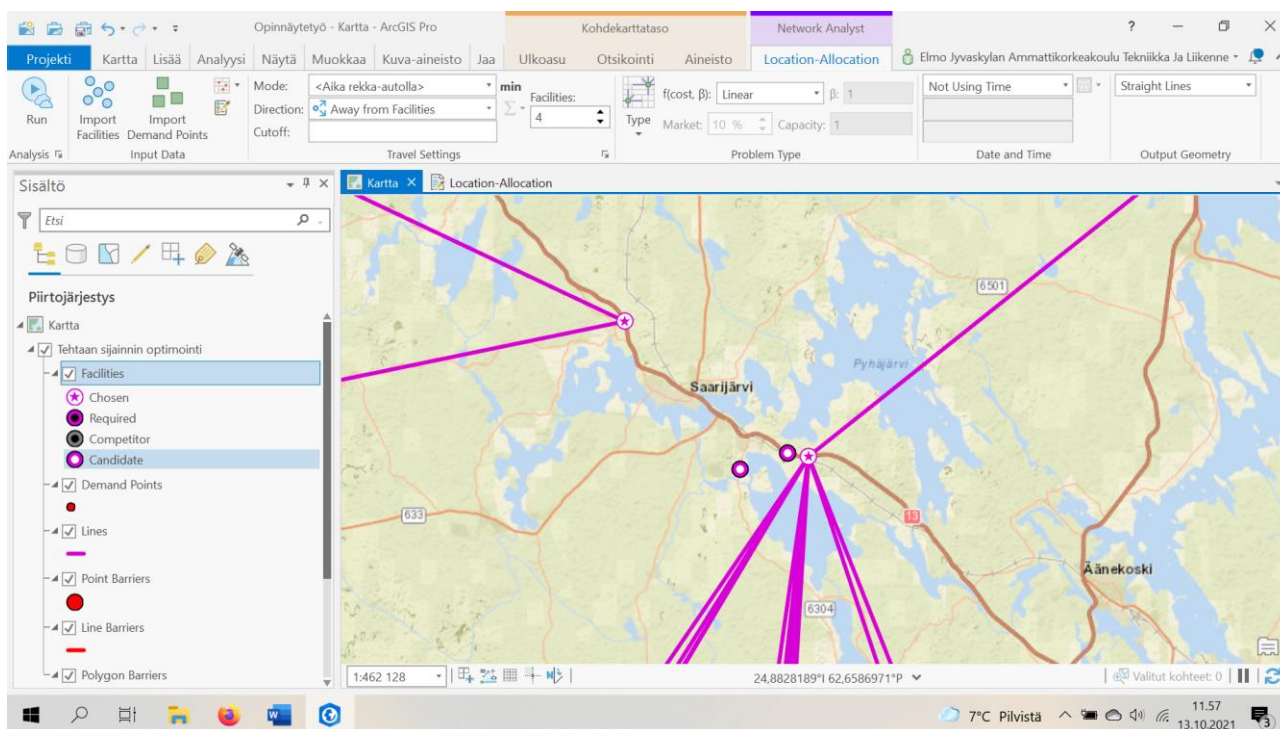 Opinnäytetyö - Kartta - ArcGIS Pro
Kohdekarttataso
Network Analyst
?
Projekti Kartta Lisää Analyysi Näytä Muokkaa Kuva-aineisto Jaa Ulkoasu Otsikointi Aineisto Location-Allocation Elmo Jyvaskylan Ammattikorkeakoulu Tekniikka Ja Liikenne
Run
Import Facilities
Import Demand Points
Mode: <Aika rekka-autolla>
Direction: Away from Facilities
Cutoff:
min
Facilities:
4
Type
f(cost, β): Linear β: 1
Market: 10 % Capacity: 1
Not Using Time
Straight Lines
Analysis Input Data Travel Settings Problem Type Date and Time Output Geometry
Sisältö
Etsi
Piirtojärjestys
Kartta
Tehtaan sijainnin optimointi
Facilities
Chosen
Required
Competitor
Candidate
Demand Points
Lines
Point Barriers
Line Barriers
Polygon Barriers
Kartta Location-Allocation
6501
Pyhäjärvi
Saarijärvi
633
13
Äänekoski
6304
1:462 128
24,8828189°I 62,6586971°P
Valitut kohteet: 0
7°C Pilvistä
11.57
13.10.2021
3